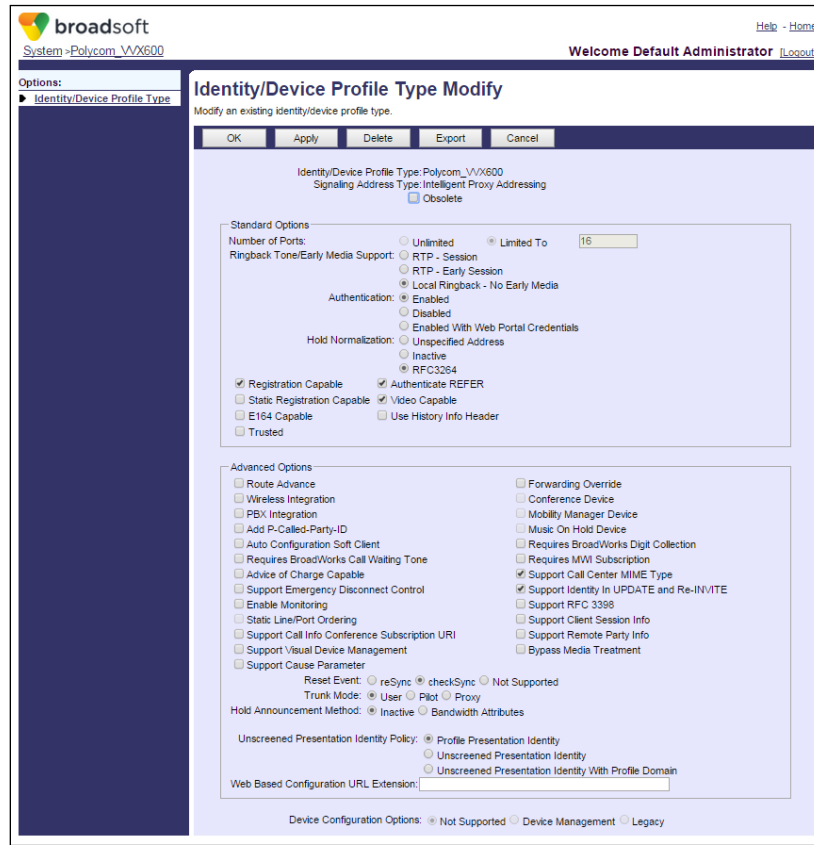 broadsoft
Help - Home
System >Polycom_VVX600
Welcome Default Administrator [Logout
Options:
Identity/Device Profile Type
Identity/Device Profile Type Modify
Modify an existing identity/device profile type.
OK Apply Delete Export Cancel
Identity/Device Profile Type:Polycom_VVX600
Signaling Address Type:Intelligent Proxy Addressing
Obsolete
Standard Options
Number of Ports: Unlimited Limited To 16
Ringback Tone/Early Media Support: RTP - Session
RTP - Early Session
Local Ringback - No Early Media
Authentication: Enabled
Disabled
Enabled With Web Portal Credentials
Hold Normalization: Unspecified Address
Inactive
RFC3264
Registration Capable Authenticate REFER
Static Registration Capable Video Capable
E164 Capable Use History Info Header
Trusted
Advanced Options
Route Advance Forwarding Override
Wireless Integration Conference Device
PBX Integration Mobility Manager Device
Add P-Called-Party-ID Music On Hold Device
Auto Configuration Soft Client Requires BroadWorks Digit Collection
Requires BroadWorks Call Waiting Tone Requires MWI Subscription
Advice of Charge Capable Support Call Center MIME Type
Support Emergency Disconnect Control Support Identity In UPDATE and Re-INVITE
Enable Monitoring Support RFC 3398
Static Line/Port Ordering Support Client Session Info
Support Call Info Conference Subscription URI Support Remote Party Info
Support Visual Device Management Bypass Media Treatment
Support Cause Parameter
Reset Event: reSync checkSync Not Supported
Trunk Mode: User Pilot Proxy
Hold Announcement Method: Inactive Bandwidth Attributes
Unscreened Presentation Identity Policy: Profile Presentation Identity
Unscreened Presentation Identity
Unscreened Presentation Identity With Profile Domain
Web Based Configuration URL Extension:
Device Configuration Options: Not Supported Device Management Legacy